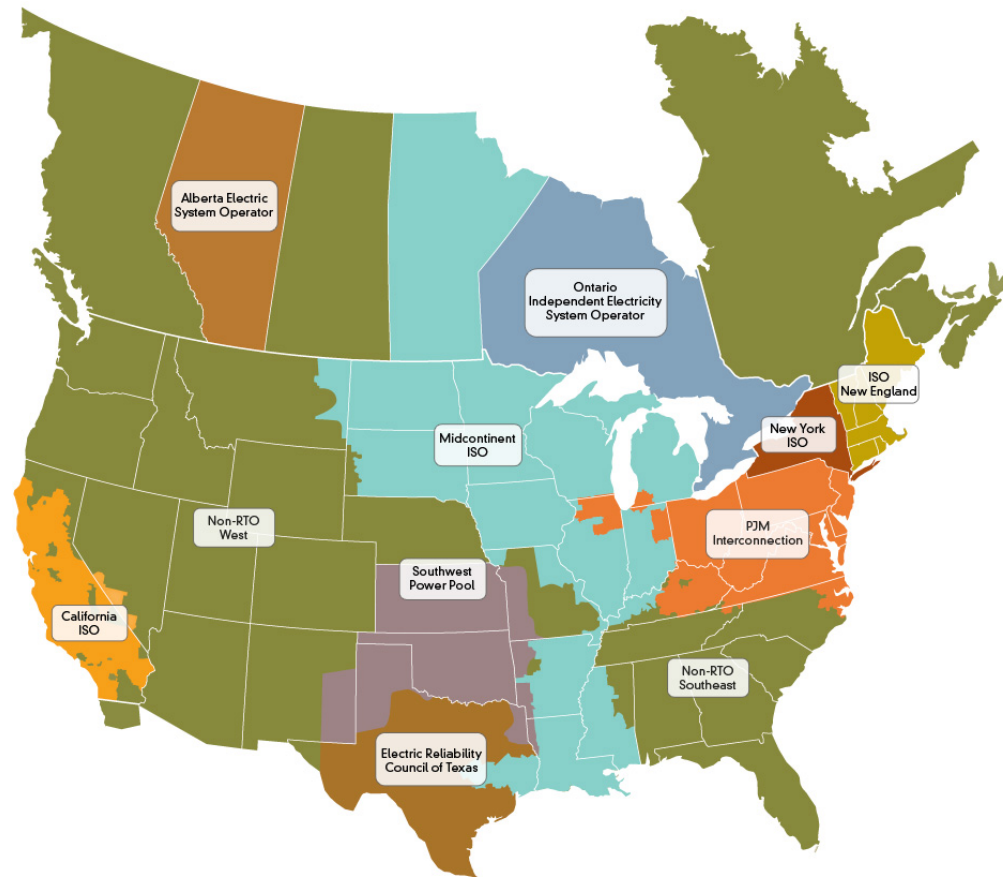 Alberta Electric
System Operator
Ontario
Independent Electricity
System Operator
ISO
New England
New York
ISO
Midcontinent
ISO
Non-RTO
West
PJM
Interconnection
Southwest
Power Pool
California
ISO
Non-RTO
Southeast
Electric Reliability
Council of Texas